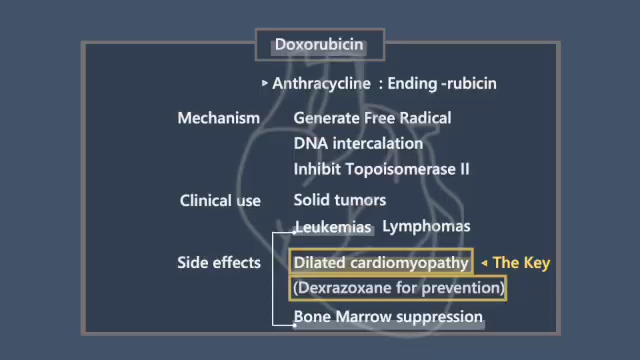 Doxorubicin
▸ Anthracycline : Ending -rubicin
Mechanism Generate Free Radical
DNA intercalation
Inhibit Topoisomerase II
Clinical use Solid tumors
Leukemias Lymphomas
Side effects Dilated cardiomyopathy ◂ The Key
(Dexrazoxane for prevention)
Bone Marrow suppression